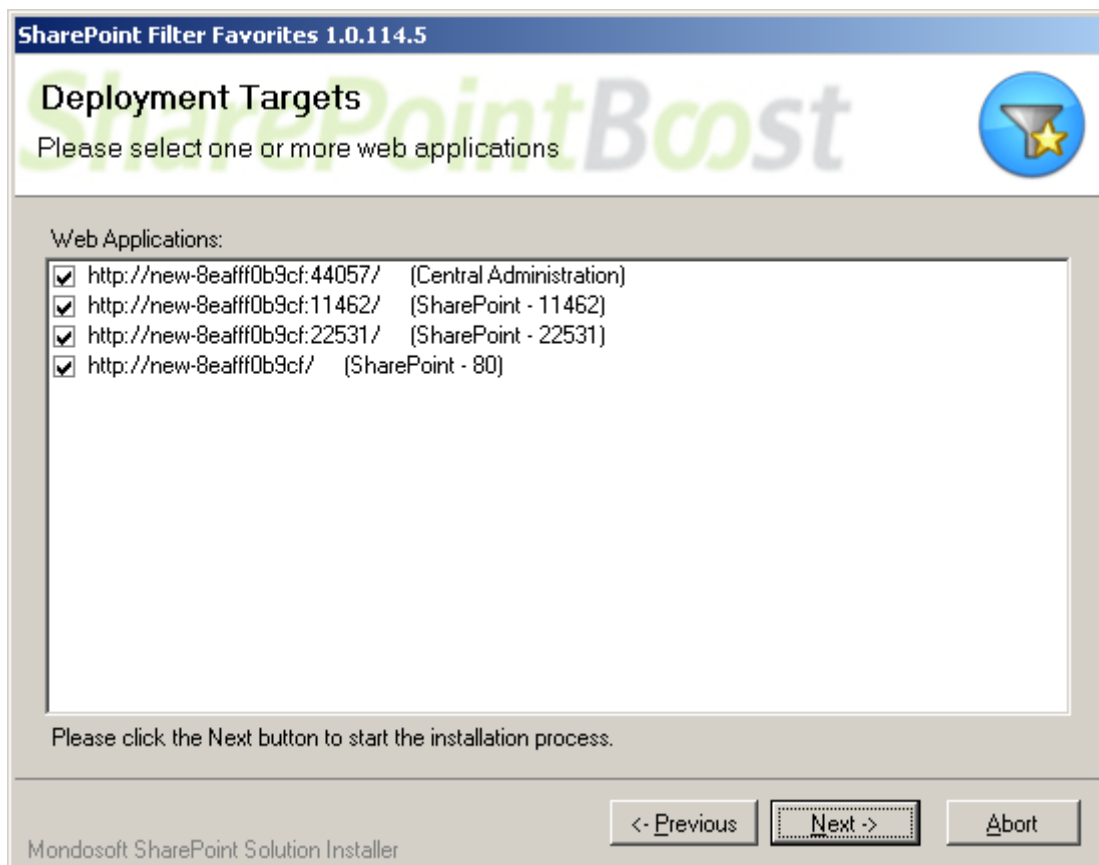 SharePoint Filter Favorites 1.0.114.5
SharePointBoost
Deployment Targets
Please select one or more web applications
Web Applications:
http://new-8eafff0b9cf:44057/ (Central Administration)
http://new-8eafff0b9cf:11462/ (SharePoint - 11462)
http://new-8eafff0b9cf:22531/ (SharePoint - 22531)
http://new-8eafff0b9cf/ (SharePoint - 80)
Please click the Next button to start the installation process.
<- Previous Next -> Abort
Mondosoft SharePoint Solution Installer